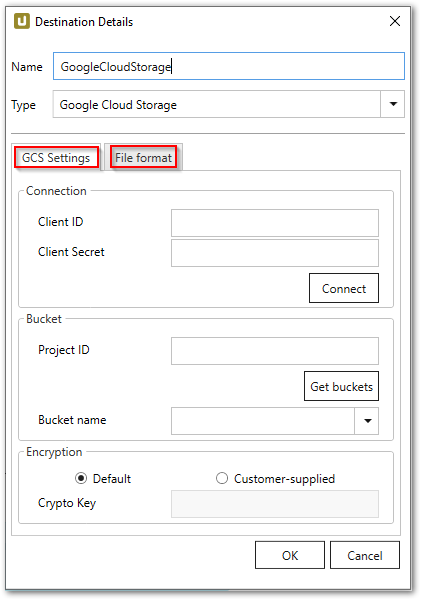 U Destination Details
Name GoogleCloudStorage
Type Google Cloud Storage
GCS Settings File format
Connection
Client ID
Client Secret
Connect
Bucket
Project ID
Get buckets
Bucket name
Encryption
Default Customer-supplied
Crypto Key
OK Cancel